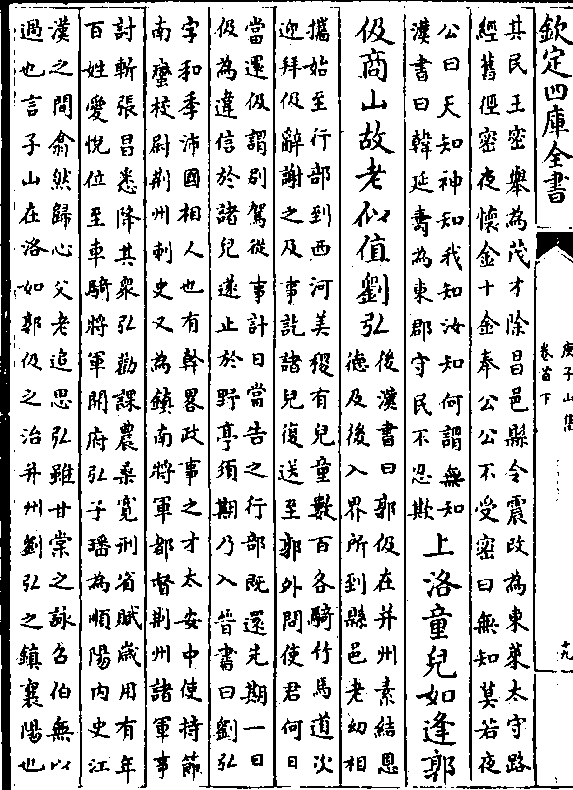 欽定四庫全書
庾子山集
卷首下
十九
其民王密舉為茂才除昌邑縣令震改為東萊太守路
經舊徑密夜懷金十金奉公公不受密曰無知莫若夜
公曰天知神知我知汝知何謂無知
漢書曰韓延壽為東郡守民不忍欺
上洛童兒如逢郭
伋商山故老似值劉弘
後漢書曰郭伋在并州素結恩
德及後入界所到縣邑老幼相
攜始至行部到西河美稷有兒童數百各騎竹馬道次
迎拜伋辭謝之及事訖諸兒復送至郭外問使君何日
當還伋謂別駕從事計日當告之行部既還先期一日
伋為違信於諸兒遂止於野亭須期乃入晉書曰劉弘
字和季沛國相人也有幹畧政事之才太安中使持節
南蠻校尉荆州刺史又為鎮南將軍都督荆州諸軍事
討斬張昌悉降其衆弘勸課農桑寛刑省賦歲用有年
百姓愛悅位至車騎將軍開府弘子璠為順陽內史江
漢之間翕然歸心父老追思弘雖甘棠之詠召伯無以
過也言子山在洛如郭伋之治并州劉弘之鎮襄陽也